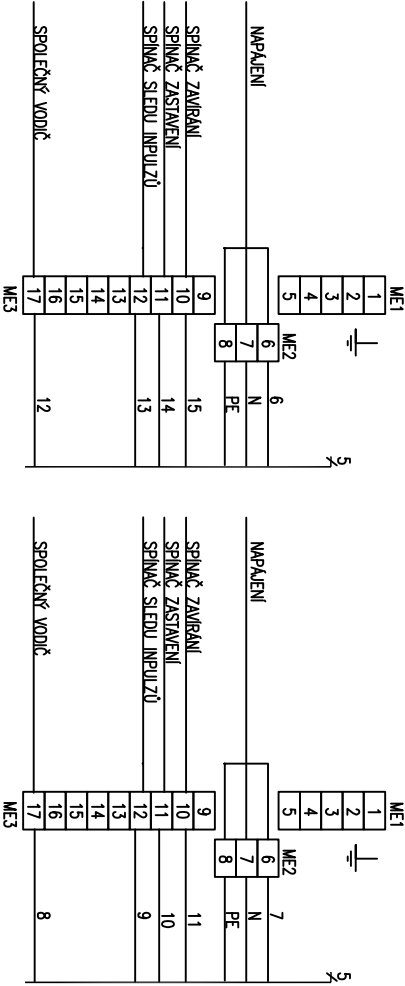 NAPÁJENÍ
SPÍNAČ ZAVÍRÁNÍ
SPÍNAČ ZASTAVENÍ
SPÍNAČ SLEDU INPULZŮ
SPOLEČNÝ VODIČ
ME1
1
2
3
4
5
ME2
6
7
8
9
10
11
12
13
14
15
16
17
ME3
6
N
PE
15
14
13
12
5
NAPÁJENÍ
SPÍNAČ ZAVÍRÁNÍ
SPÍNAČ ZASTAVENÍ
SPÍNAČ SLEDU INPULZŮ
SPOLEČNÝ VODIČ
ME1
1
2
3
4
5
ME2
6
7
8
9
10
11
12
13
14
15
16
17
ME3
7
N
PE
11
10
9
8
5